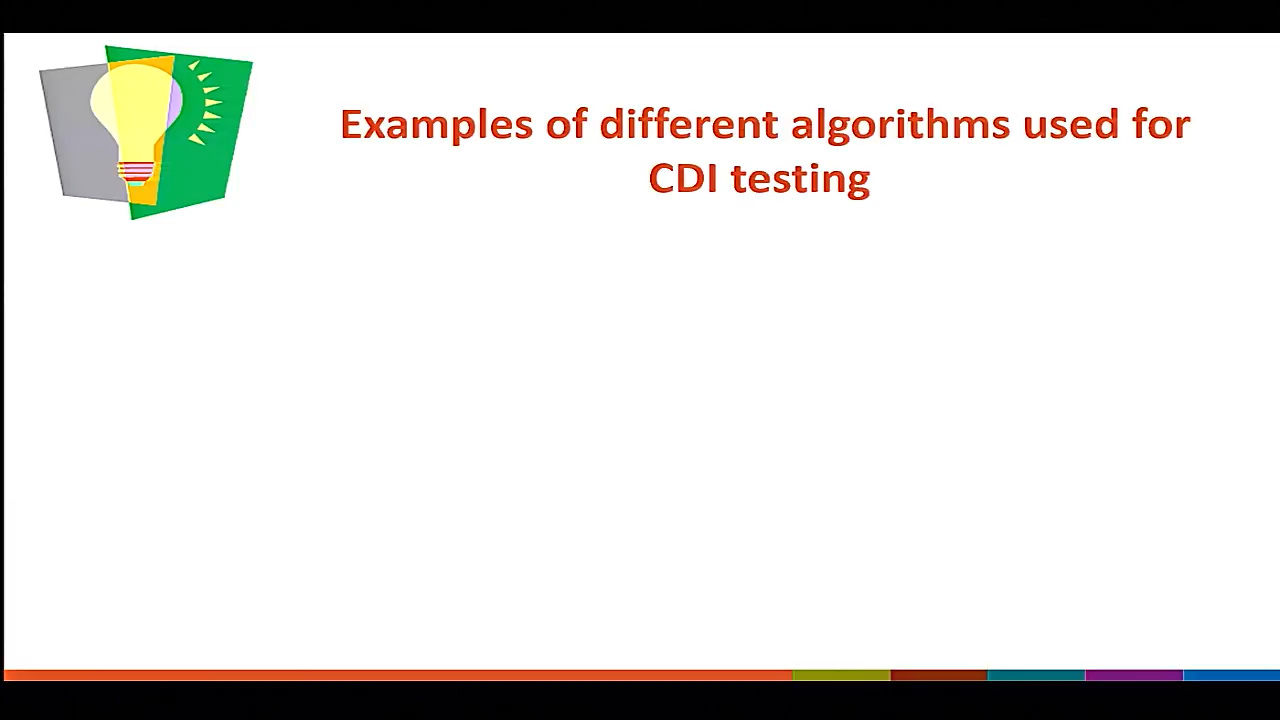 Examples of different algorithms used for
CDI testing